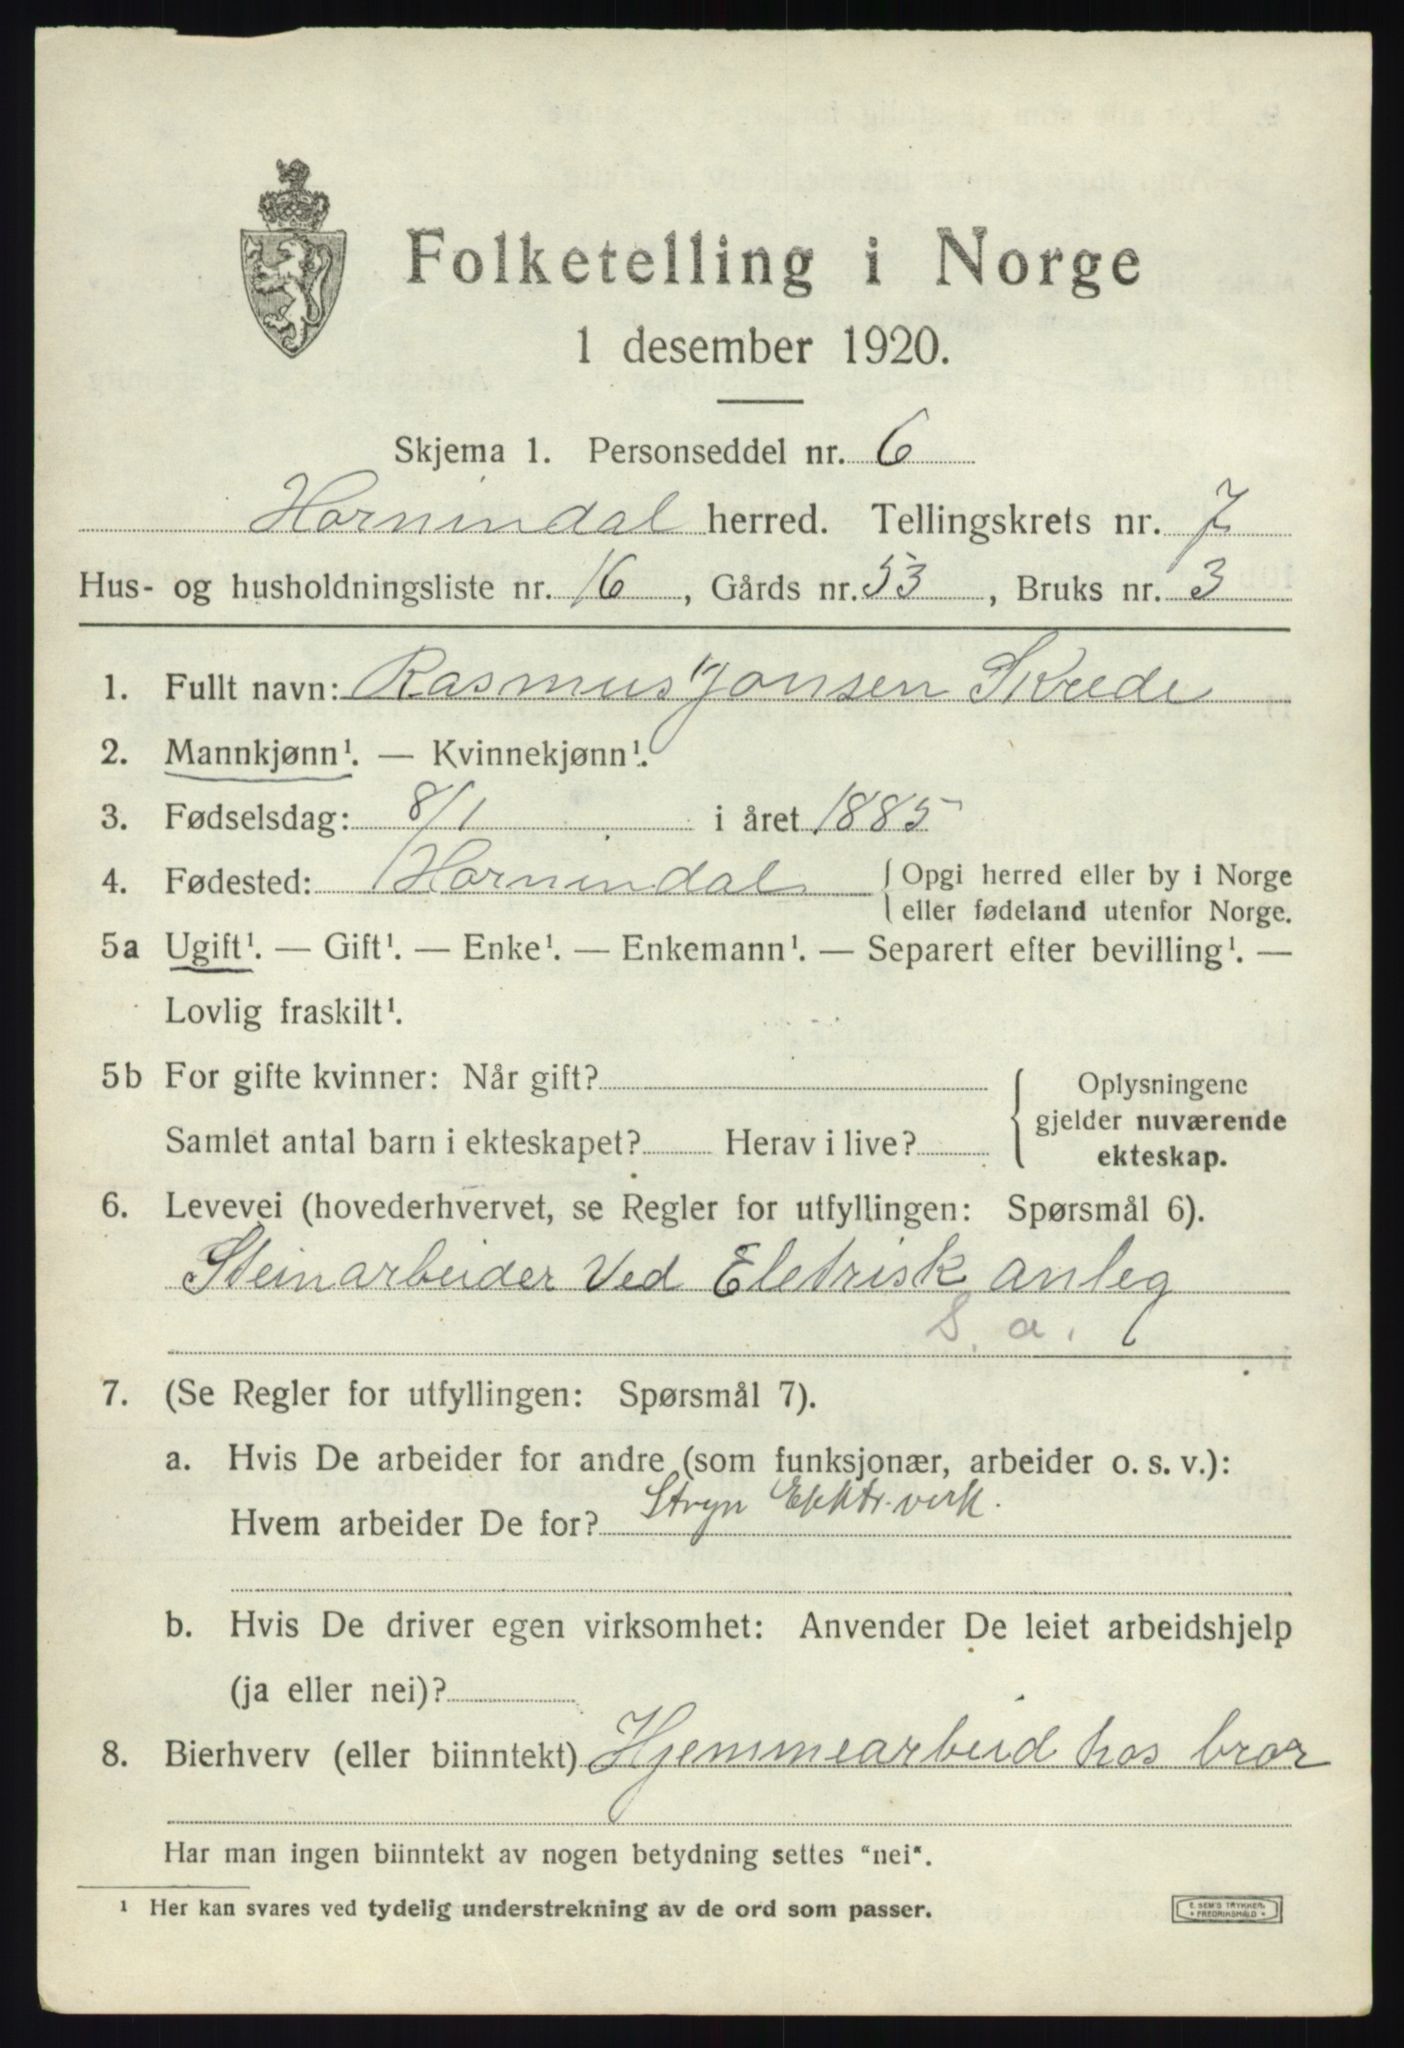 Folketelling i Norge
1 desember 1920.
Skjema 1. Personseddel nr. 6
Hornindal herred. Tellingskrets nr. 7
Hus- og husholdningsliste nr. 16, Gårds nr. 53, Bruks nr. 3
1. Fullt navn: Rasmus Jonsen Skrede
2. Mannkjønn¹. — Kvinnekjønn¹.
3. Fødselsdag: 8/1 i året 1885
4. Fødested: Hornindal { Opgi herred eller by i Norge
eller fødeland utenfor Norge.
5a Ugift¹. — Gift¹. — Enke¹. — Enkemann¹. — Separert efter bevilling¹. —
Lovlig fraskilt¹.
5b For gifte kvinner: Når gift? { Oplysningene
gjelder nuværende
Samlet antal barn i ekteskapet? Herav i live?
ekteskap.
6. Levevei (hovederhvervet, se Regler for utfyllingen: Spørsmål 6).
Steinarbeider ved Eletrisk anleg
S. a.
7. (Se Regler for utfyllingen: Spørsmål 7).
a. Hvis De arbeider for andre (som funksjonær, arbeider o. s. v.):
Hvem arbeider De for? Stryn Elektr.verk.
b. Hvis De driver egen virksomhet: Anvender De leiet arbeidshjelp
(ja eller nei)?
8. Bierhverv (eller biinntekt) Hjemmearbeid hos bror
Har man ingen biinntekt av nogen betydning settes "nei".
¹ Her kan svares ved tydelig understrekning av de ord som passer.
E. SEM'S TRYKKERI
FREDRIKSHALD